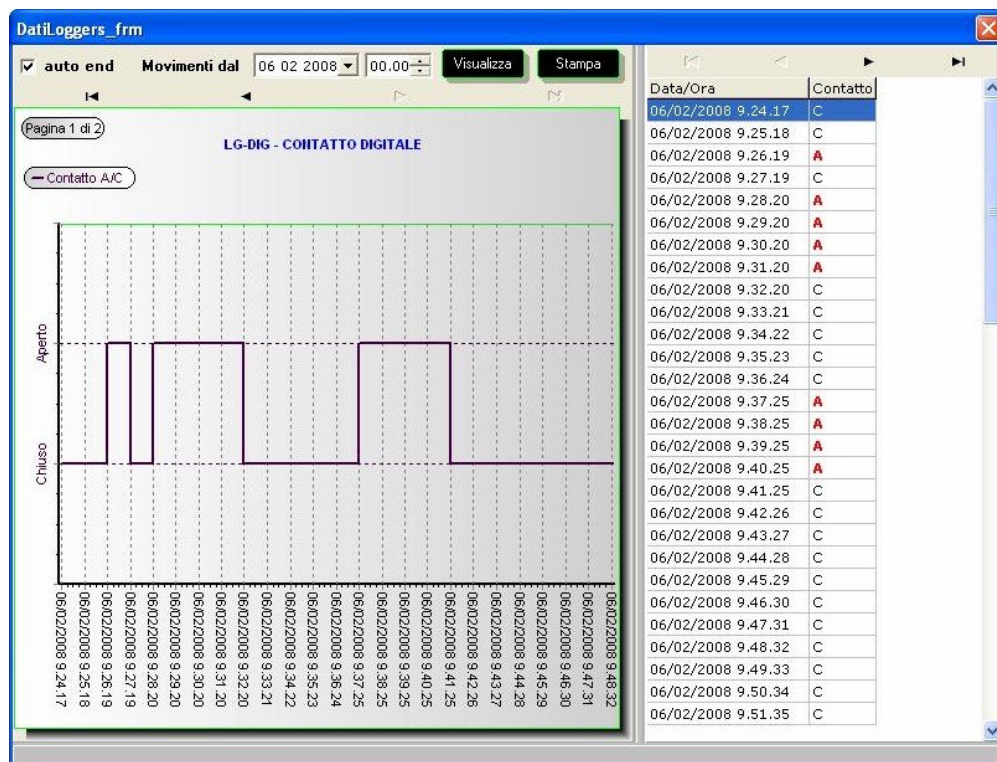 DatiLoggers_frm
auto end Movimenti dal 06 02 2008 00.00 Visualizza Stampa
Pagina 1 di 2
LG-DIG - CONTATTO DIGITALE
Contatto A/C
Aperto
Chiuso
06/02/2008 9.24.17
06/02/2008 9.25.18
06/02/2008 9.26.19
06/02/2008 9.27.19
06/02/2008 9.28.20
06/02/2008 9.29.20
06/02/2008 9.30.20
06/02/2008 9.32.20
06/02/2008 9.33.21
06/02/2008 9.34.22
06/02/2008 9.35.23
06/02/2008 9.36.24
06/02/2008 9.37.25
06/02/2008 9.38.25
06/02/2008 9.39.25
06/02/2008 9.40.25
06/02/2008 9.41.25
06/02/2008 9.42.26
06/02/2008 9.43.27
06/02/2008 9.44.28
06/02/2008 9.45.29
06/02/2008 9.46.30
06/02/2008 9.47.31
06/02/2008 9.48.32
Data/Ora Contatto
06/02/2008 9.24.17 C
06/02/2008 9.25.18 C
06/02/2008 9.26.19 A
06/02/2008 9.27.19 C
06/02/2008 9.28.20 A
06/02/2008 9.29.20 A
06/02/2008 9.30.20 A
06/02/2008 9.31.20 A
06/02/2008 9.32.20 C
06/02/2008 9.33.21 C
06/02/2008 9.34.22 C
06/02/2008 9.35.23 C
06/02/2008 9.36.24 C
06/02/2008 9.37.25 A
06/02/2008 9.38.25 A
06/02/2008 9.39.25 A
06/02/2008 9.40.25 A
06/02/2008 9.41.25 C
06/02/2008 9.42.26 C
06/02/2008 9.43.27 C
06/02/2008 9.44.28 C
06/02/2008 9.45.29 C
06/02/2008 9.46.30 C
06/02/2008 9.47.31 C
06/02/2008 9.48.32 C
06/02/2008 9.49.33 C
06/02/2008 9.50.34 C
06/02/2008 9.51.35 C